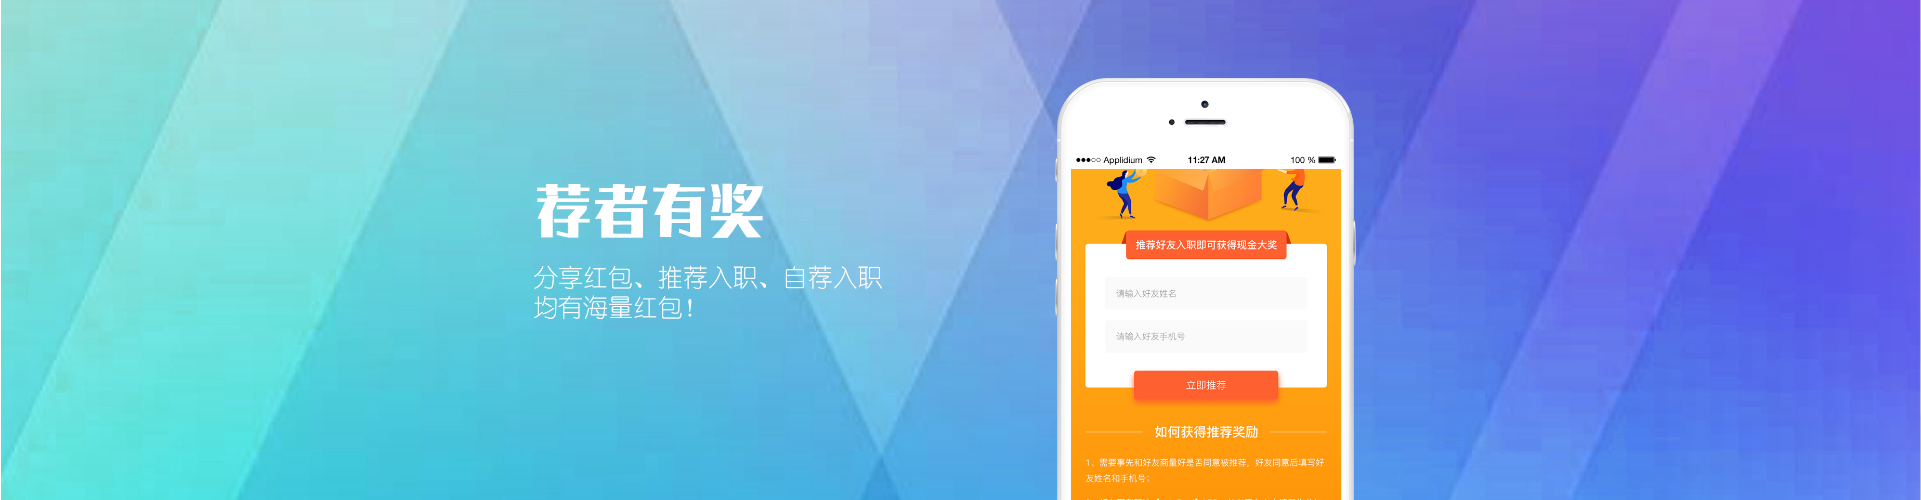 荐者有奖
分享红包、推荐入职、自荐入职
均有海量红包！
Applidium
11:27 AM
100 %
推荐好友入职即可获得现金大奖
请输入好友姓名
请输入好友手机号
立即推荐
如何获得推荐奖励
1、需要事先和好友商量好是否同意被推荐，好友同意后填写好
友姓名和手机号；